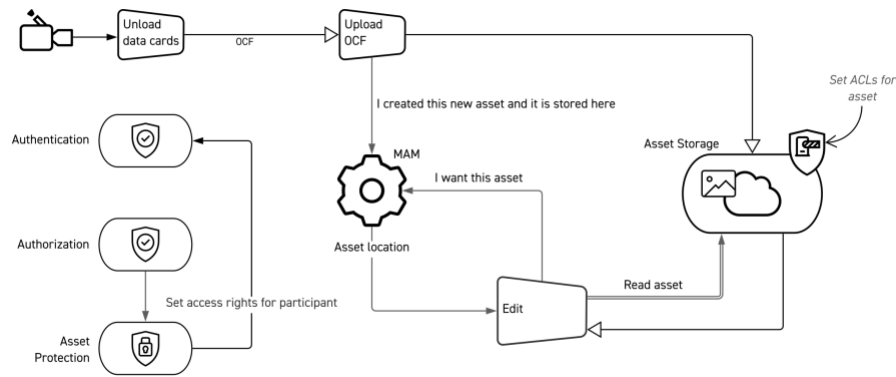 Unload
data cards
OCF
Upload
OCF
Set ACLs for
asset
I created this new asset and it is stored here
Authentication
MAM
Asset Storage
I want this asset
Authorization
Asset location
Read asset
Set access rights for participant
Edit
Asset
Protection